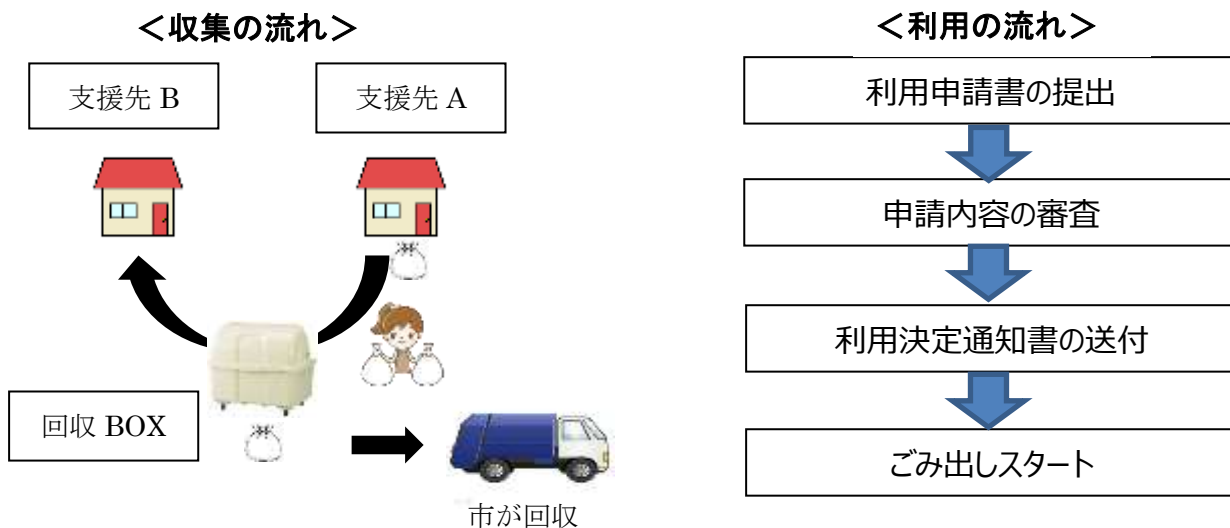 ＜収集の流れ＞
支援先 B
支援先 A
回収 BOX
市が回収
＜利用の流れ＞
利用申請書の提出
申請内容の審査
利用決定通知書の送付
ごみ出しスタート